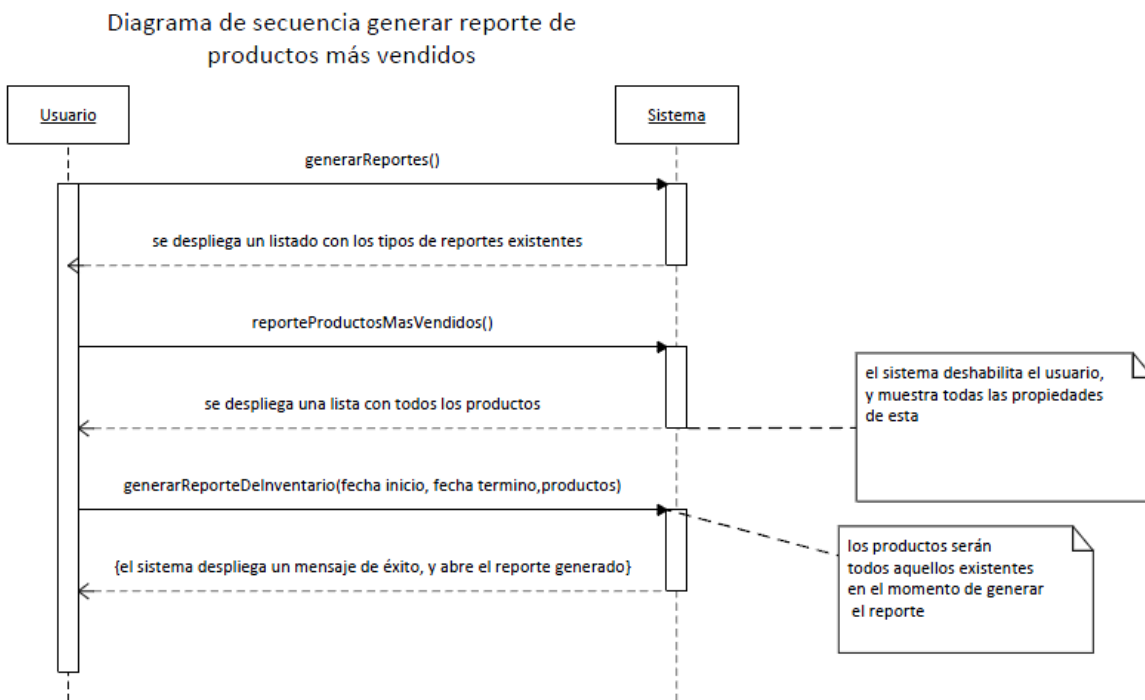 Diagrama de secuencia generar reporte de
productos más vendidos
Usuario
Sistema
generarReportes()
se despliega un listado con los tipos de reportes existentes
reporteProductosMasVendidos()
se despliega una lista con todos los productos
el sistema deshabilita el usuario,
y muestra todas las propiedades
de esta
generarReporteDeInventario(fecha inicio, fecha termino,productos)
los productos serán
todos aquellos existentes
en el momento de generar
el reporte
{el sistema despliega un mensaje de éxito, y abre el reporte generado}